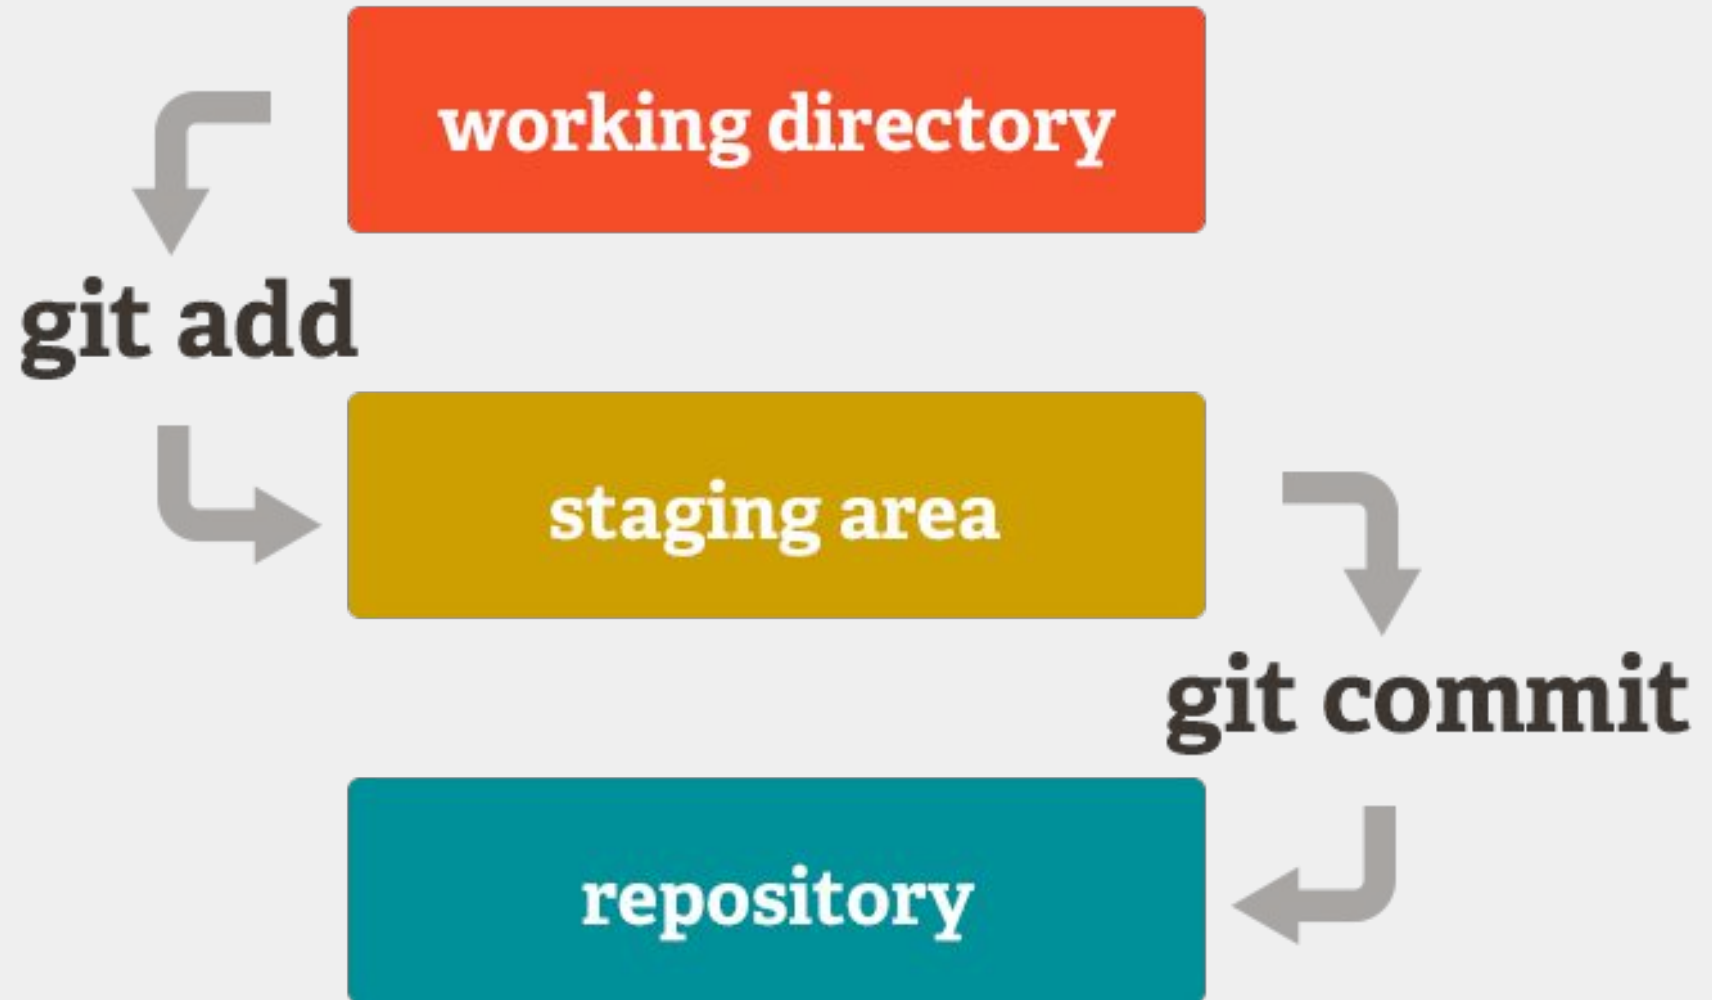 working directory
git add
staging area
git commit
repository